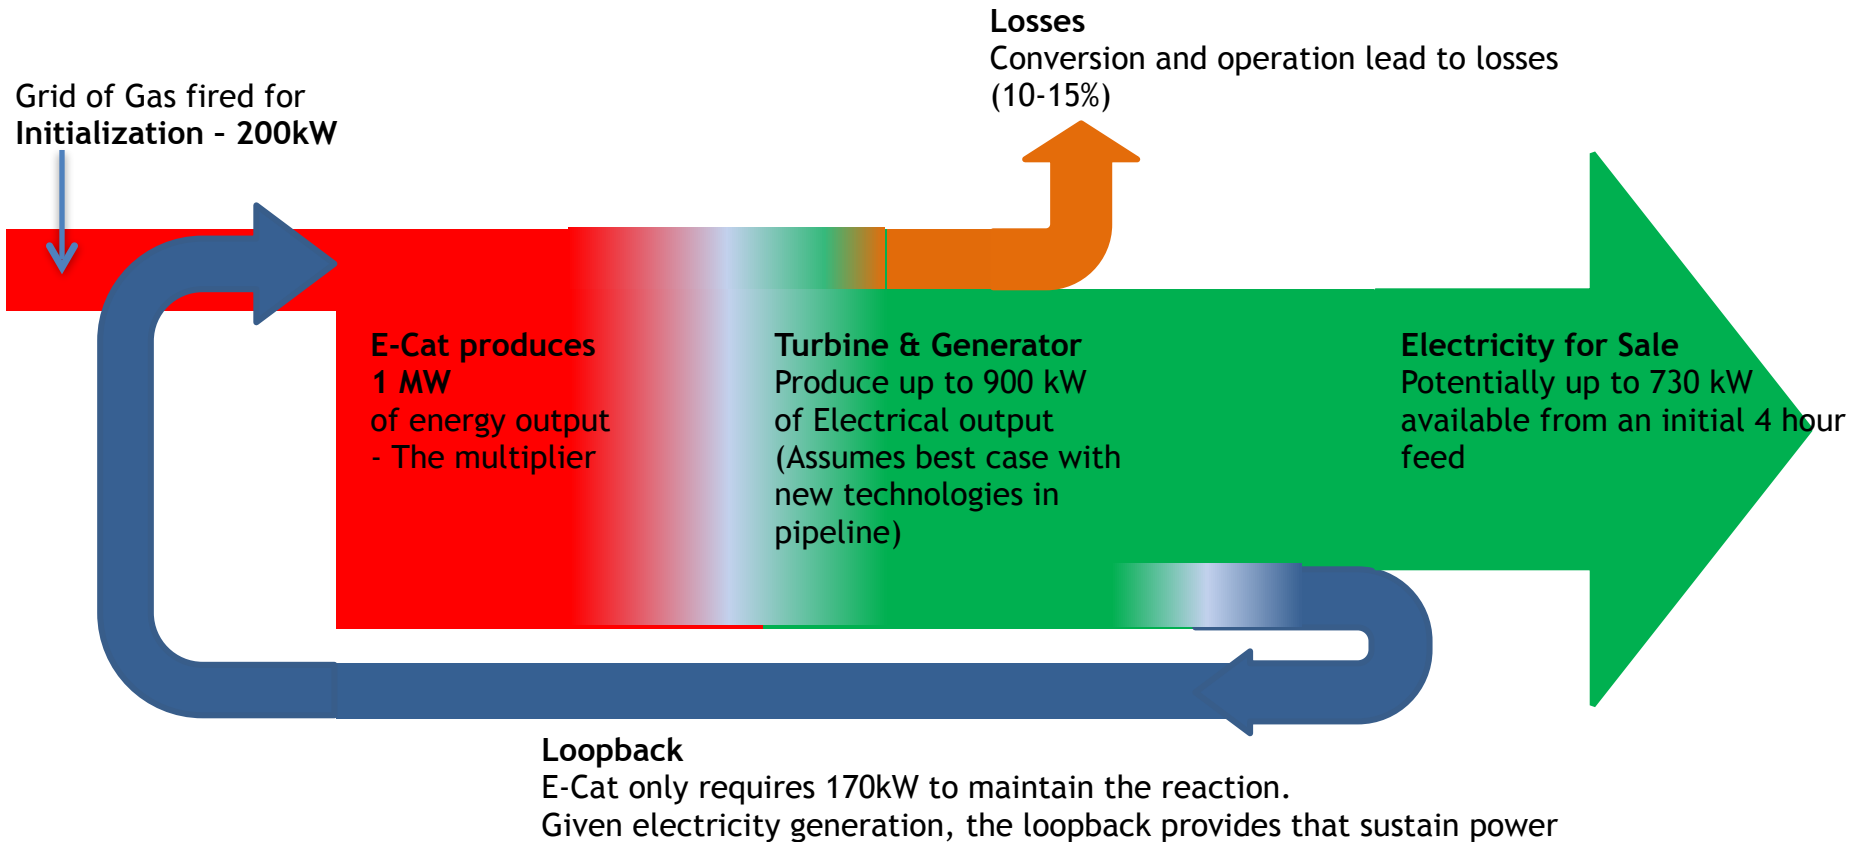 Losses
Conversion and operation lead to losses
(10-15%)
Grid of Gas fired for
Initialization – 200kW
E-Cat produces
1 MW
of energy output
- The multiplier
Turbine & Generator
Produce up to 900 kW
of Electrical output
(Assumes best case with
new technologies in
pipeline)
Electricity for Sale
Potentially up to 730 kW
available from an initial 4 hour
feed
Loopback
E-Cat only requires 170kW to maintain the reaction.
Given electricity generation, the loopback provides that sustain power